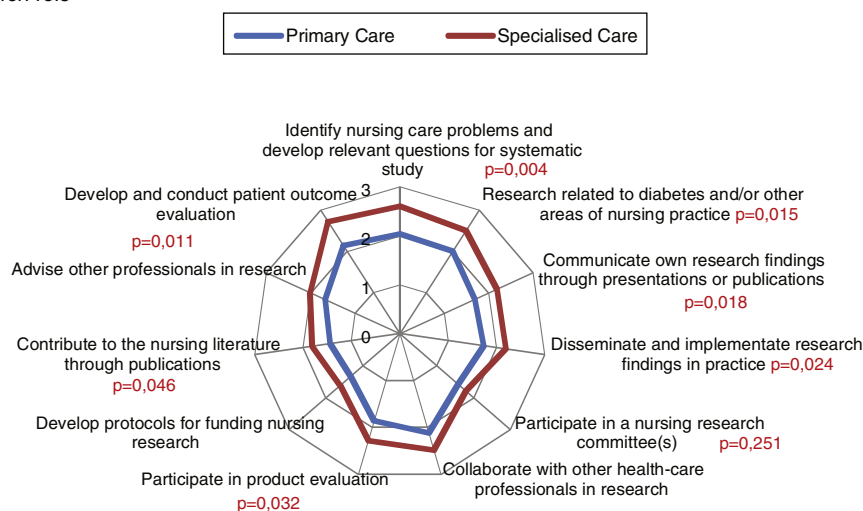 Primary Care
Specialised Care
Identify nursing care problems and
develop relevant questions for systematic
study
p=0,004
Research related to diabetes and/or other
areas of nursing practice p=0,015
Communicate own research findings
through presentations or publications
p=0,018
Disseminate and implementate research
findings in practice p=0,024
Participate in a nursing research
committee(s) p=0,251
Collaborate with other health-care
professionals in research
Participate in product evaluation
p=0,032
Develop protocols for funding nursing
research
Contribute to the nursing literature
through publications
p=0,046
Advise other professionals in research
Develop and conduct patient outcome
evaluation
p=0,011
3
2
1
0